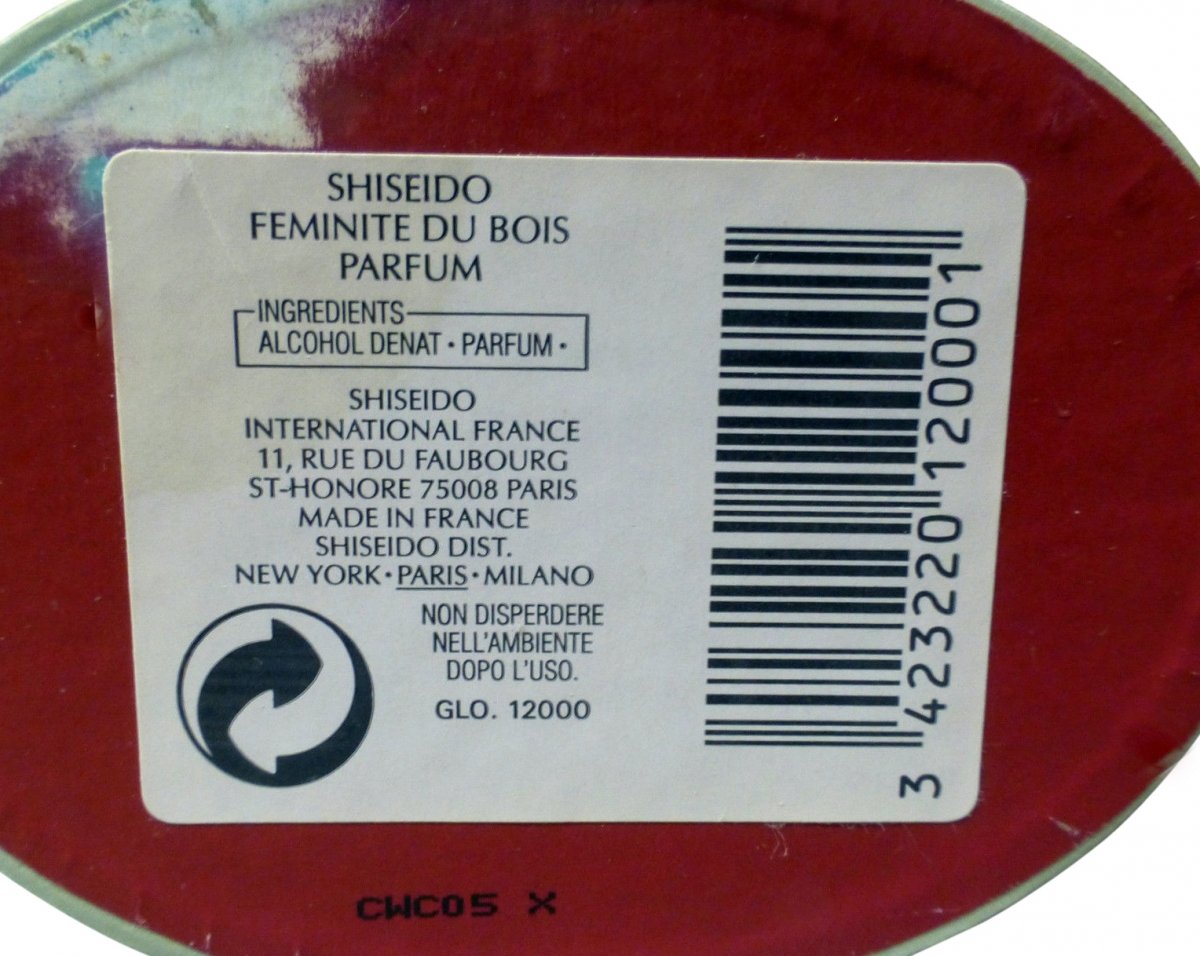 SHISEIDO
FEMINITE DU BOIS
PARFUM
INGREDIENTS
ALCOHOL DENAT · PARFUM ·
SHISEIDO
INTERNATIONAL FRANCE
11, RUE DU FAUBOURG
ST-HONORE 75008 PARIS
MADE IN FRANCE
SHISEIDO DIST.
NEW YORK · PARIS · MILANO
NON DISPERDERE
NELL'AMBIENTE
DOPO L'USO.
GLO. 12000
3 423220 120001
CWC05 X